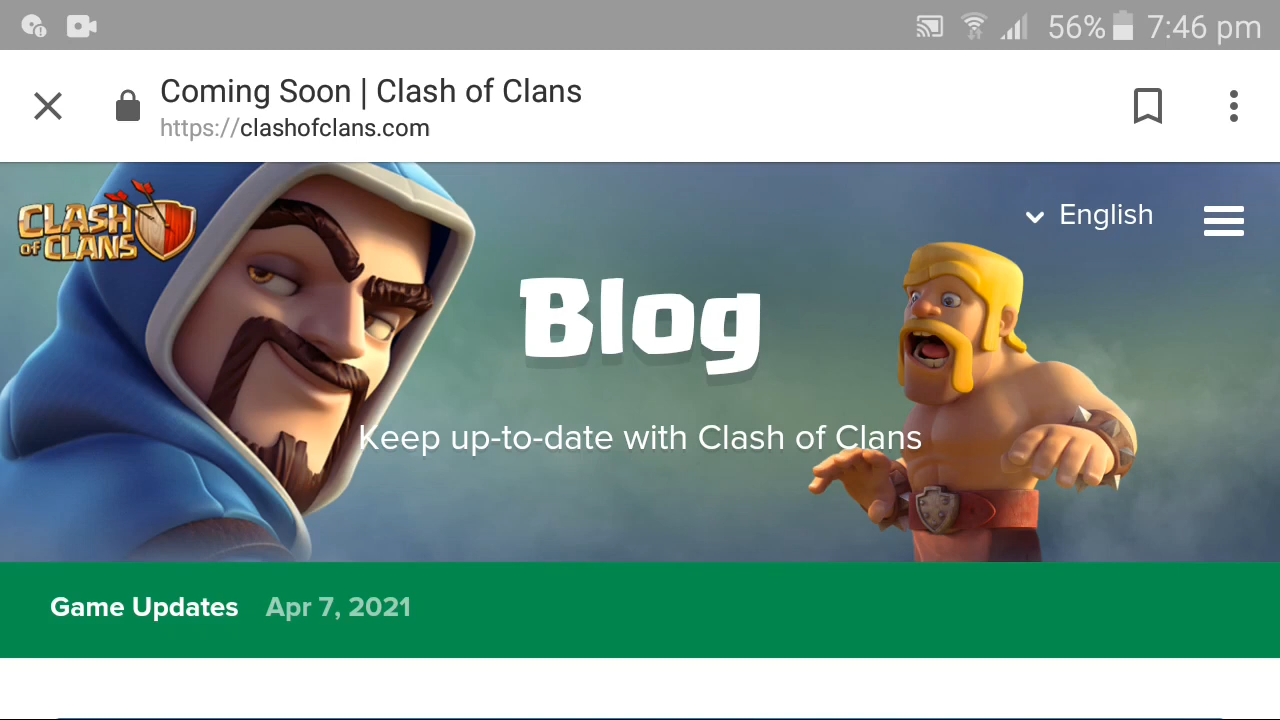 56% 7:46 pm
Coming Soon | Clash of Clans
https://clashofclans.com
CLASH
OF CLANS
English
Blog
Keep up-to-date with Clash of Clans
Game Updates Apr 7, 2021